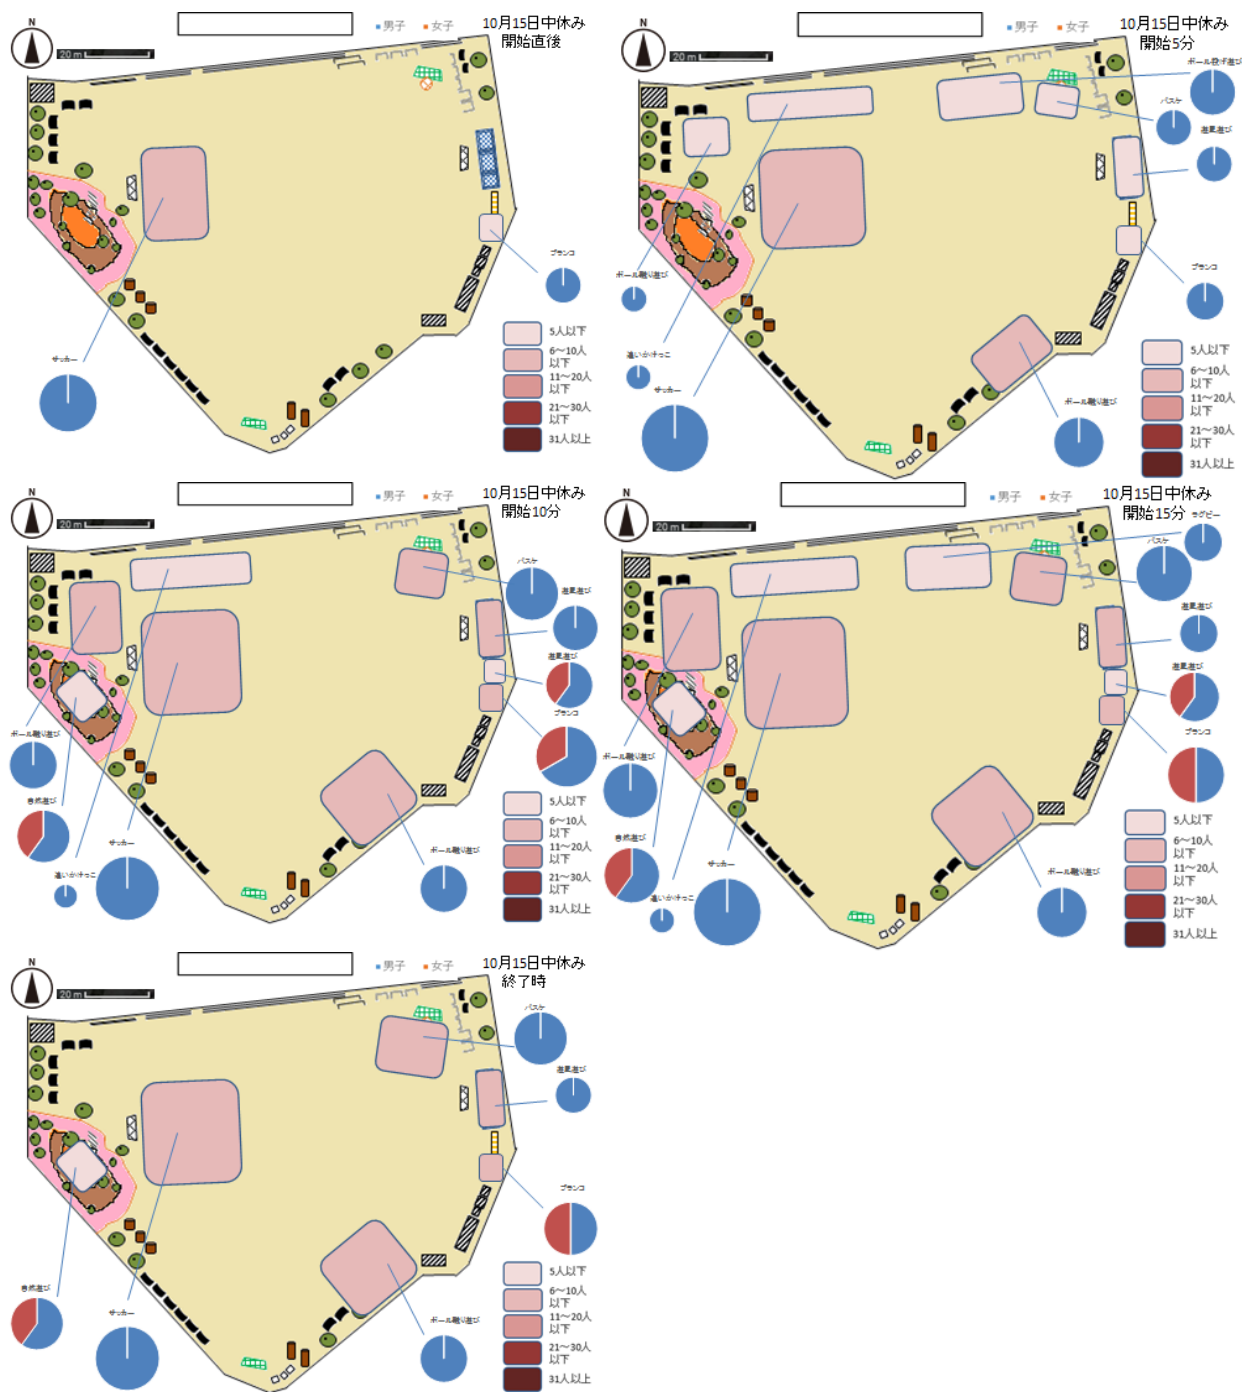 N
20 m
男子 女子
10月15日中休み
開始直後
ブランコ
サッカー
5人以下
6～10人
以下
11～20人
以下
21～30人
以下
31人以上
N
20 m
男子 女子
10月15日中休み
開始5分
ボール投げ遊び
バスケ
遊具遊び
ブランコ
ボール蹴り遊び
追いかけっこ
サッカー
ボール蹴り遊び
5人以下
6～10人
以下
11～20人
以下
21～30人
以下
31人以上
N
20 m
男子 女子
10月15日中休み
開始10分
バスケ
遊具遊び
遊具遊び
ブランコ
ボール蹴り遊び
自然遊び
追いかけっこ
サッカー
ボール蹴り遊び
5人以下
6～10人
以下
11～20人
以下
21～30人
以下
31人以上
N
20 m
男子 女子
10月15日中休み
開始15分
ラグビー
バスケ
遊具遊び
遊具遊び
ブランコ
ボール蹴り遊び
自然遊び
追いかけっこ
サッカー
ボール蹴り遊び
5人以下
6～10人
以下
11～20人
以下
21～30人
以下
31人以上
N
20 m
男子 女子
10月15日中休み
終了時
バスケ
遊具遊び
ブランコ
自然遊び
サッカー
ボール蹴り遊び
5人以下
6～10人
以下
11～20人
以下
21～30人
以下
31人以上